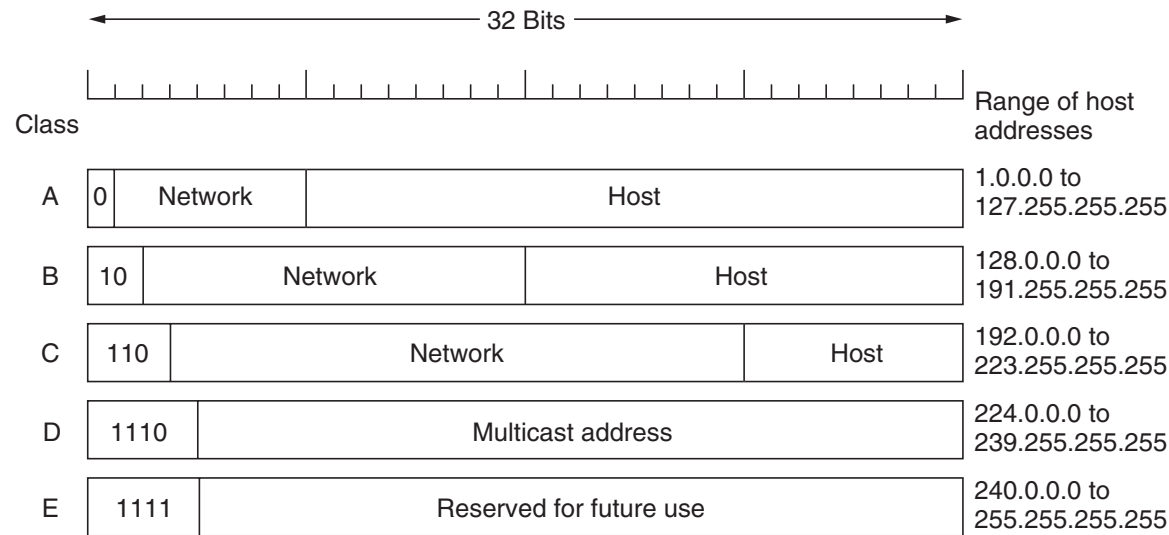 32 Bits
Range of host
addresses
Class
A
0
Network
Host
1.0.0.0 to
127.255.255.255
B
10
Network
Host
128.0.0.0 to
191.255.255.255
C
110
Network
Host
192.0.0.0 to
223.255.255.255
D
1110
Multicast address
224.0.0.0 to
239.255.255.255
E
1111
Reserved for future use
240.0.0.0 to
255.255.255.255